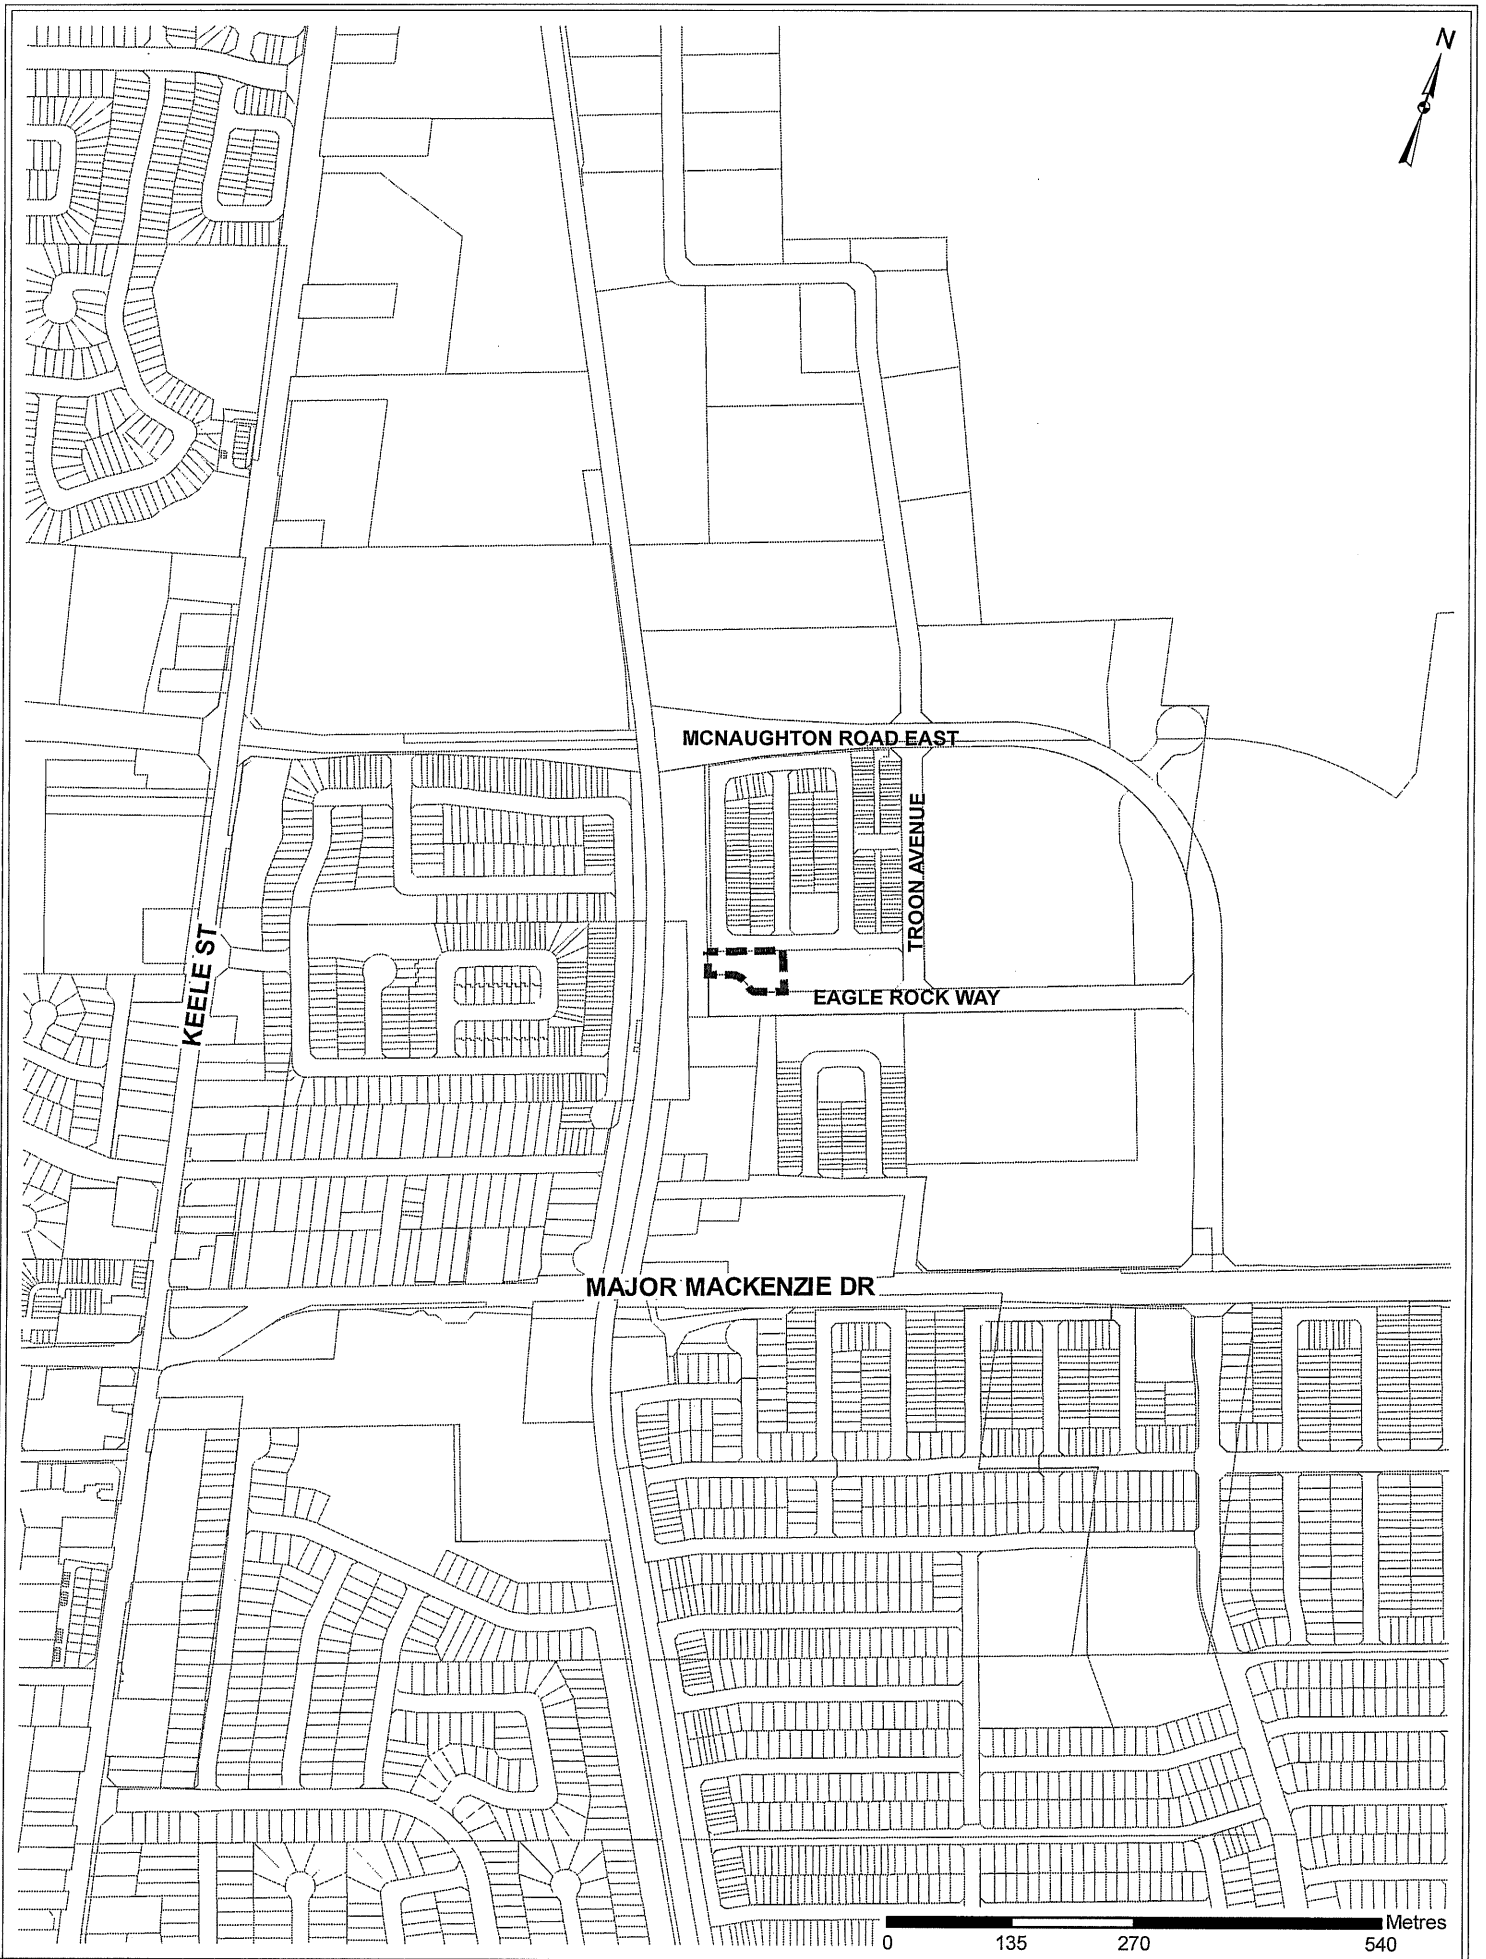 N
MCNAUGHTON ROAD EAST
TROON AVENUE
KEELE ST
EAGLE ROCK WAY
MAJOR MACKENZIE DR
Metres
0 135 270 540